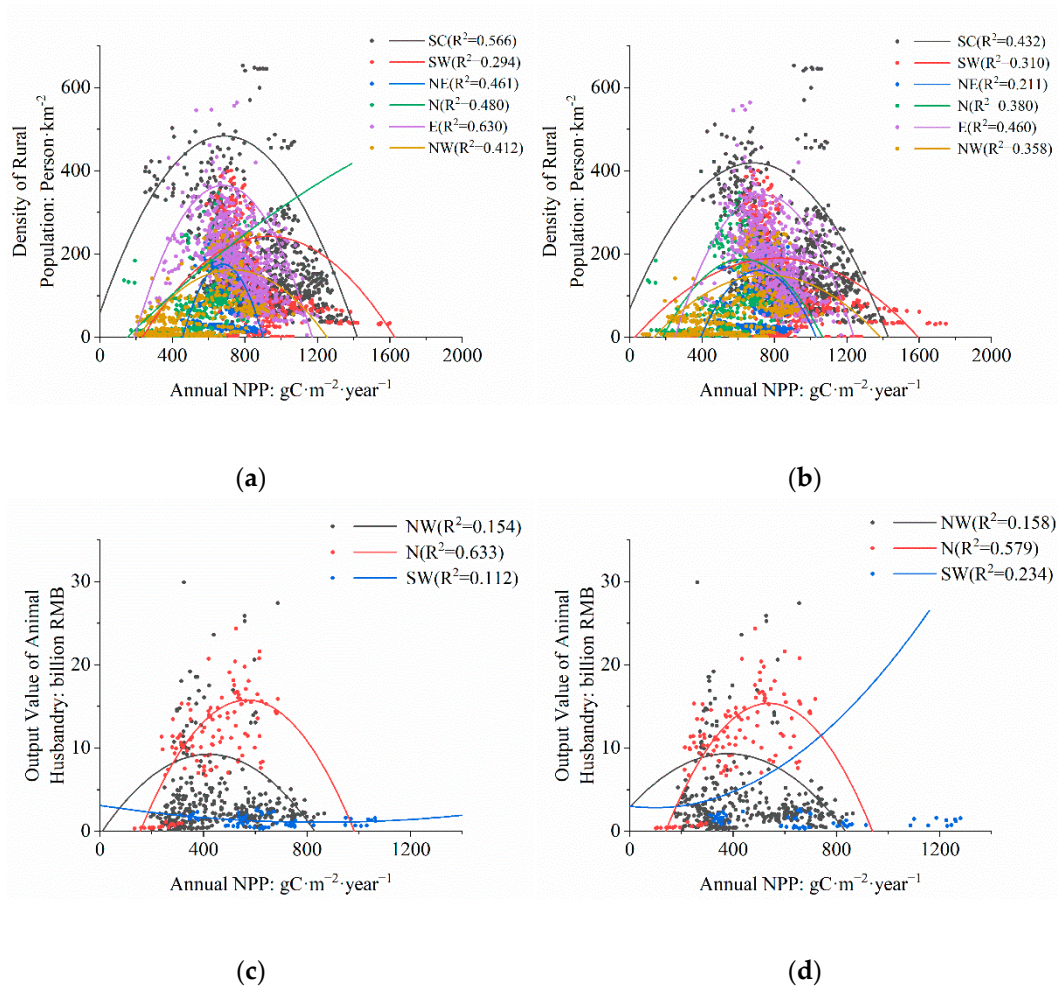 Density of Rural
Population: Person·km⁻²
600
400
200
0
0 400 800 1200 1600 2000
Annual NPP: gC·m⁻²·year⁻¹
SC(R²=0.566)
SW(R²−0.294)
NE(R²=0.461)
N(R²=0.480)
E(R²=0.630)
NW(R²=0.412)
(a)
Density of Rural
Population: Person·km⁻²
600
400
200
0
0 400 800 1200 1600 2000
Annual NPP: gC·m⁻²·year⁻¹
SC(R²=0.432)
SW(R²−0.310)
NE(R²=0.211)
N(R²−0.380)
E(R²=0.460)
NW(R²−0.358)
(b)
Output Value of Animal
Husbandry: billion RMB
30
20
10
0
0 400 800 1200
Annual NPP: gC·m⁻²·year⁻¹
NW(R²=0.154)
N(R²=0.633)
SW(R²=0.112)
(c)
Output Value of Animal
Husbandry: billion RMB
30
20
10
0
0 400 800 1200
Annual NPP: gC·m⁻²·year⁻¹
NW(R²=0.158)
N(R²=0.579)
SW(R²=0.234)
(d)